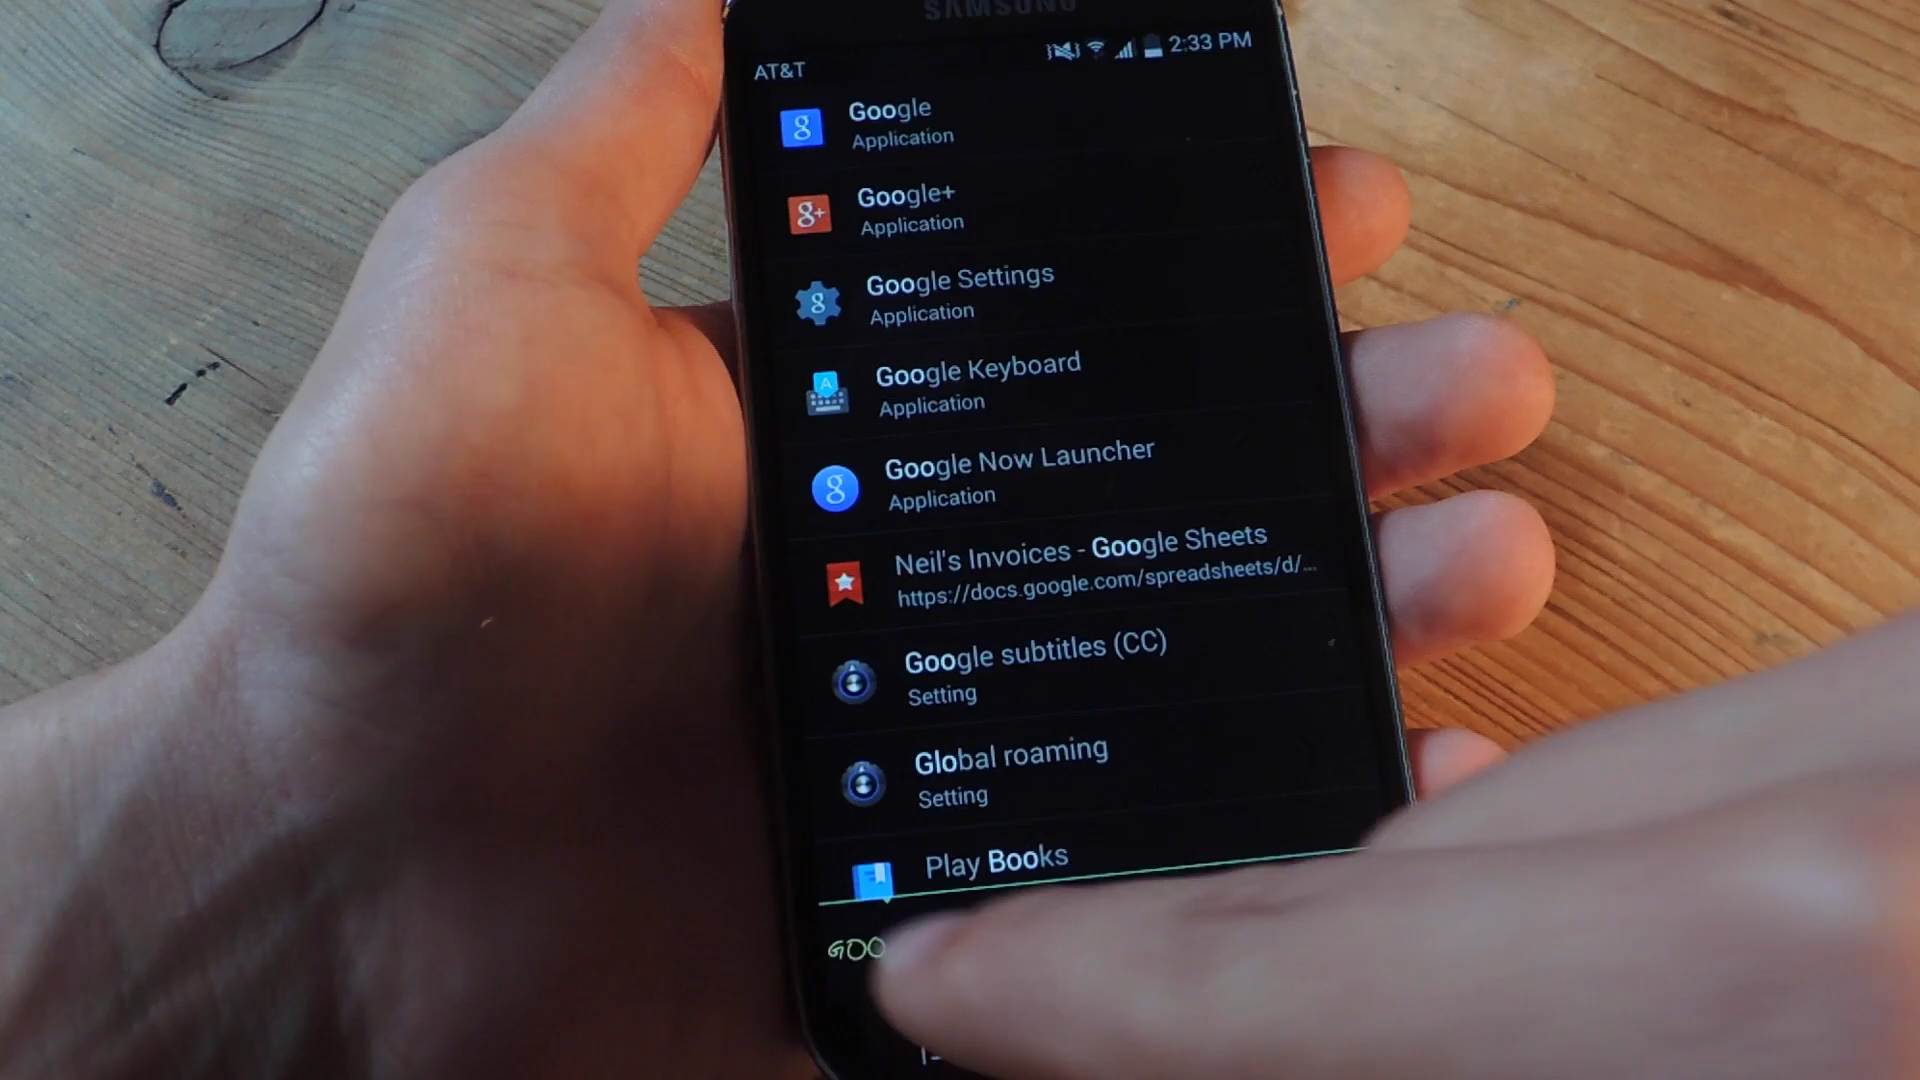 SAMSUNG
AT&T
2:33 PM
Google
Application
Google+
Application
Google Settings
Application
Google Keyboard
Application
Google Now Launcher
Application
Neil's Invoices - Google Sheets
https://docs.google.com/spreadsheets/d/...
Google subtitles (CC)
Setting
Global roaming
Setting
Play Books
GOO